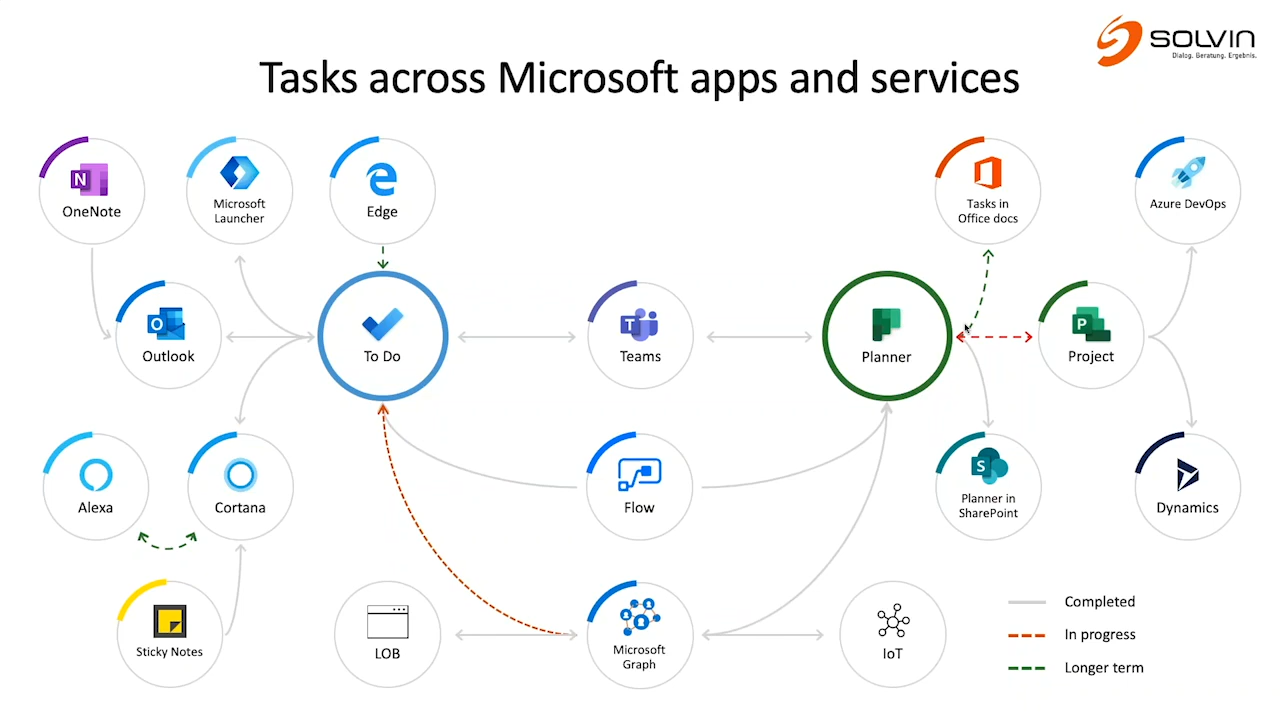 SOLVIN
Dialog. Beratung. Ergebnis.
Tasks across Microsoft apps and services
N
OneNote
Microsoft
Launcher
Edge
Tasks in
Office docs
Azure DevOps
O
Outlook
To Do
T
Teams
Planner
P
Project
Alexa
Cortana
Flow
S
Planner in
SharePoint
Dynamics
Sticky Notes
LOB
Microsoft
Graph
IoT
Completed
In progress
Longer term